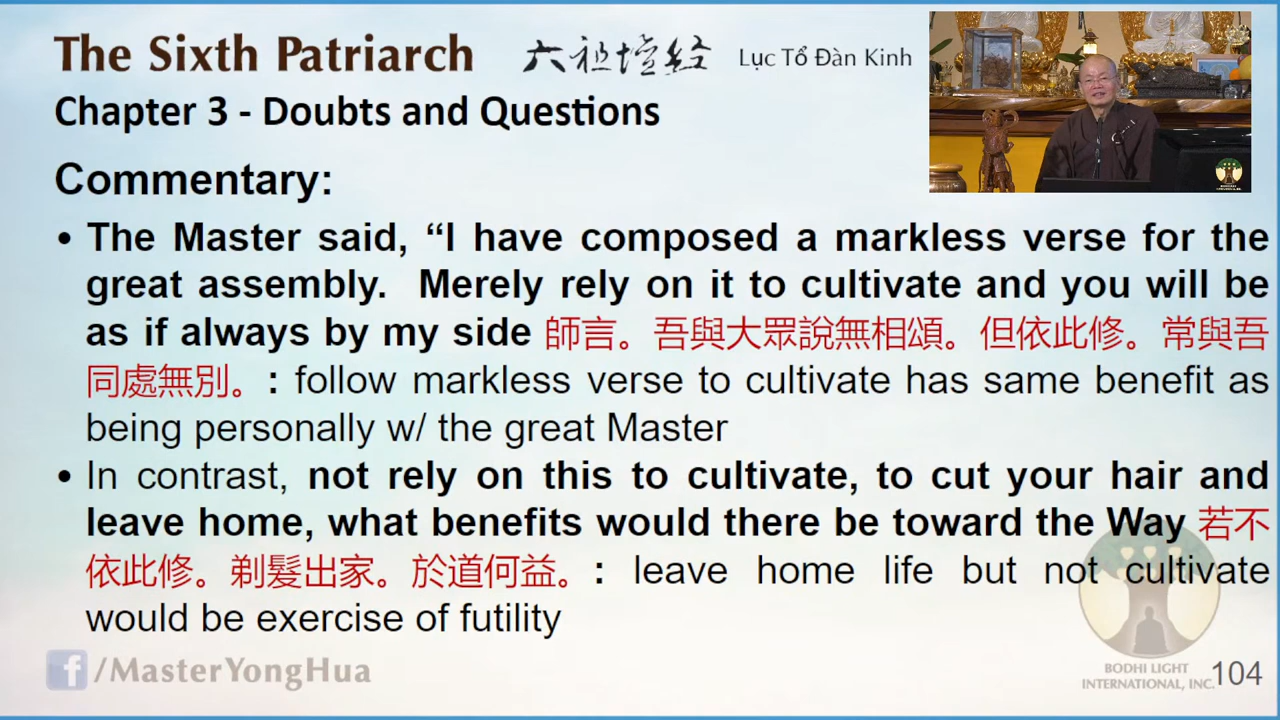 The Sixth Patriarch 六祖壇经 Lục Tổ Đàn Kinh
Chapter 3 - Doubts and Questions
Commentary:
• The Master said, “I have composed a markless verse for the
great assembly. Merely rely on it to cultivate and you will be
as if always by my side 師言。吾與大眾說無相頌。但依此修。常與吾
同處無別。: follow markless verse to cultivate has same benefit as
being personally w/ the great Master
• In contrast, not rely on this to cultivate, to cut your hair and
leave home, what benefits would there be toward the Way 若不
依此修。剃髮出家。於道何益。: leave home life but not cultivate
would be exercise of futility
f /MasterYongHua
BODHI LIGHT
INTERNATIONAL, INC.
104